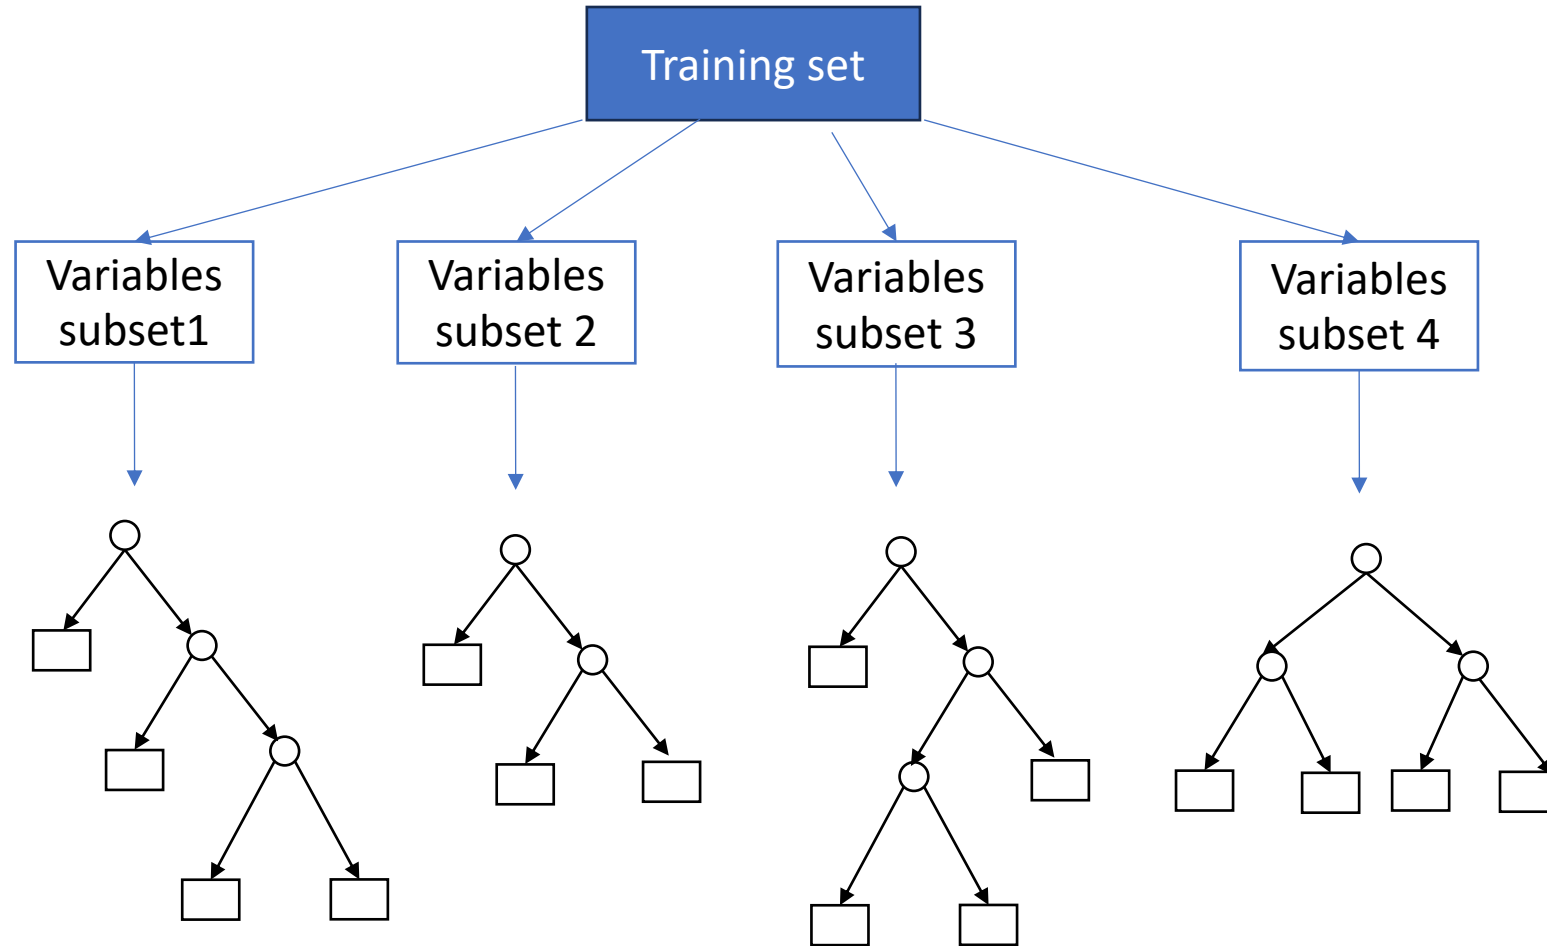 Training set
Variables
subset1
Variables
subset 2
Variables
subset 3
Variables
subset 4